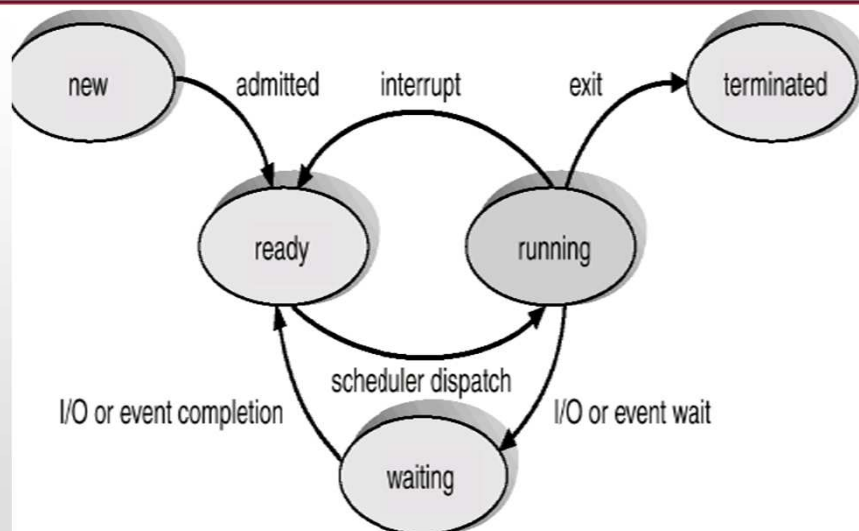 new
admitted
interrupt
exit
terminated
ready
running
scheduler dispatch
I/O or event completion
I/O or event wait
waiting